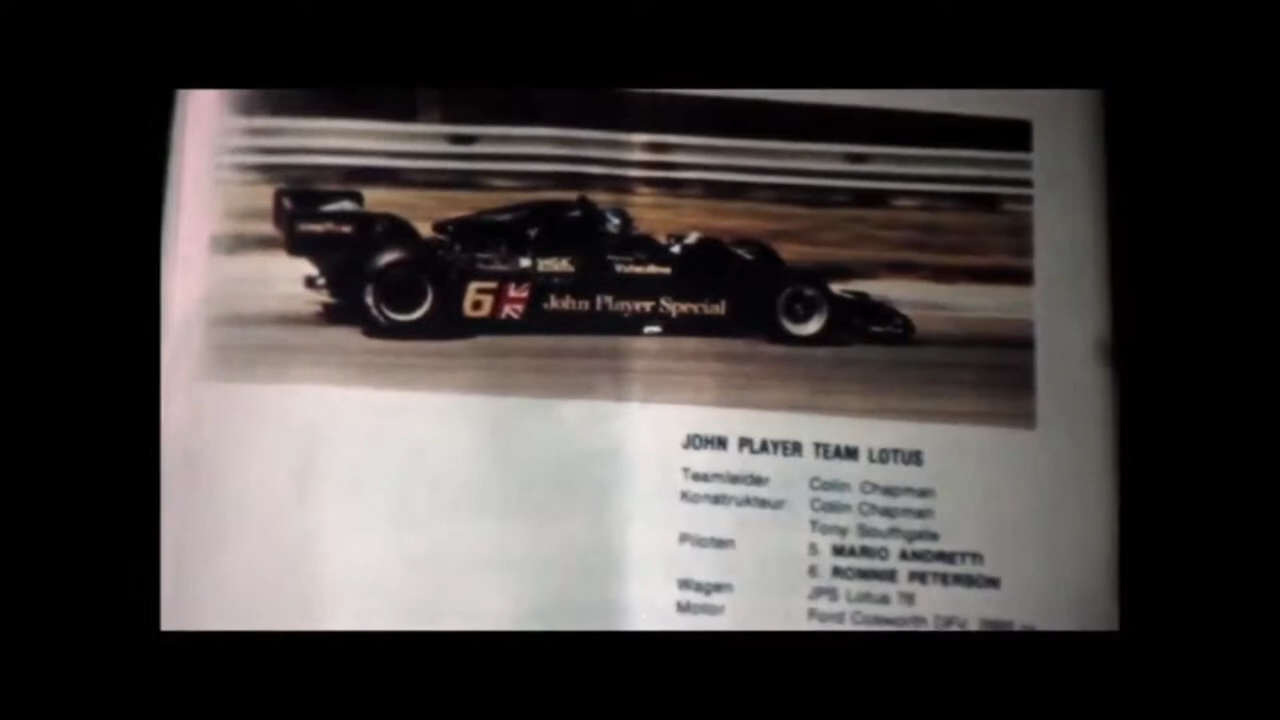 6
John Player Special
Valvoline
JOHN PLAYER TEAM LOTUS
Teamleider Colin Chapman
Konstrukteur Colin Chapman
Tony Southgate
Piloten 5. MARIO ANDRETTI
6. RONNIE PETERSON
Wagen JPS Lotus 78
Motor Ford Cosworth DFV